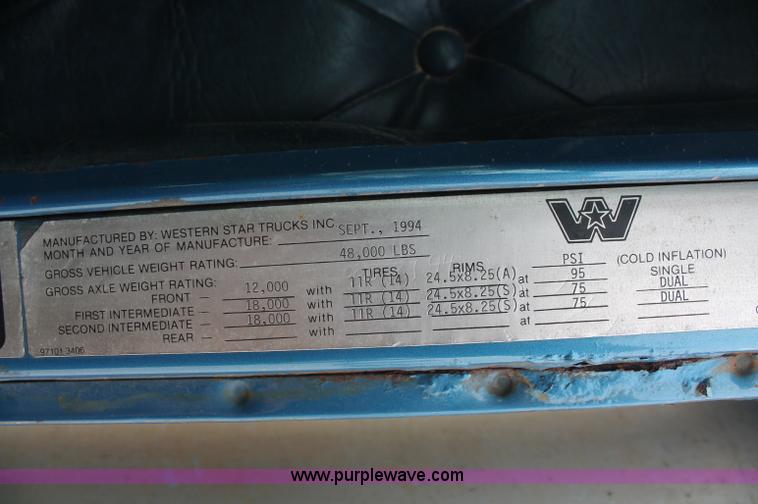 MANUFACTURED BY: WESTERN STAR TRUCKS INC
MONTH AND YEAR OF MANUFACTURE: SEPT., 1994
GROSS VEHICLE WEIGHT RATING: 48,000 LBS
GROSS AXLE WEIGHT RATING: TIRES RIMS PSI (COLD INFLATION)
FRONT — 12,000 with 11R (14) 24.5x8.25(A) at 95 SINGLE
FIRST INTERMEDIATE — 18,000 with 11R (14) 24.5x8.25(S) at 75 DUAL
SECOND INTERMEDIATE — 18,000 with 11R (14) 24.5x8.25(S) at 75 DUAL
REAR — with at
97101 3406
www.purplewave.com